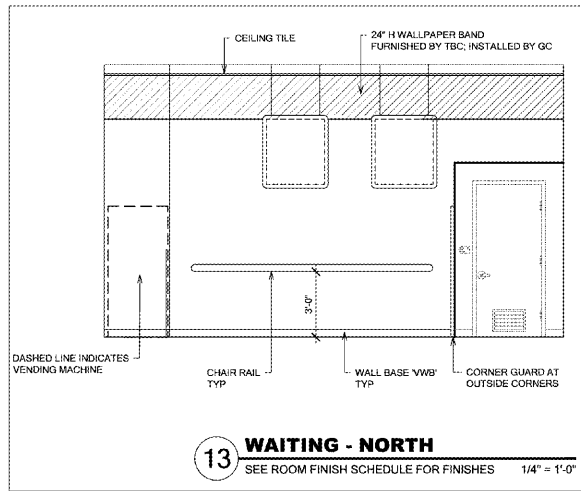 CEILING TILE
24" H WALLPAPER BAND
FURNISHED BY TBC; INSTALLED BY GC
3'-0"
DASHED LINE INDICATES
VENDING MACHINE
CHAIR RAIL
TYP
WALL BASE 'VWB'
TYP
CORNER GUARD AT
OUTSIDE CORNERS
13
WAITING - NORTH
SEE ROOM FINISH SCHEDULE FOR FINISHES
1/4" = 1'-0"